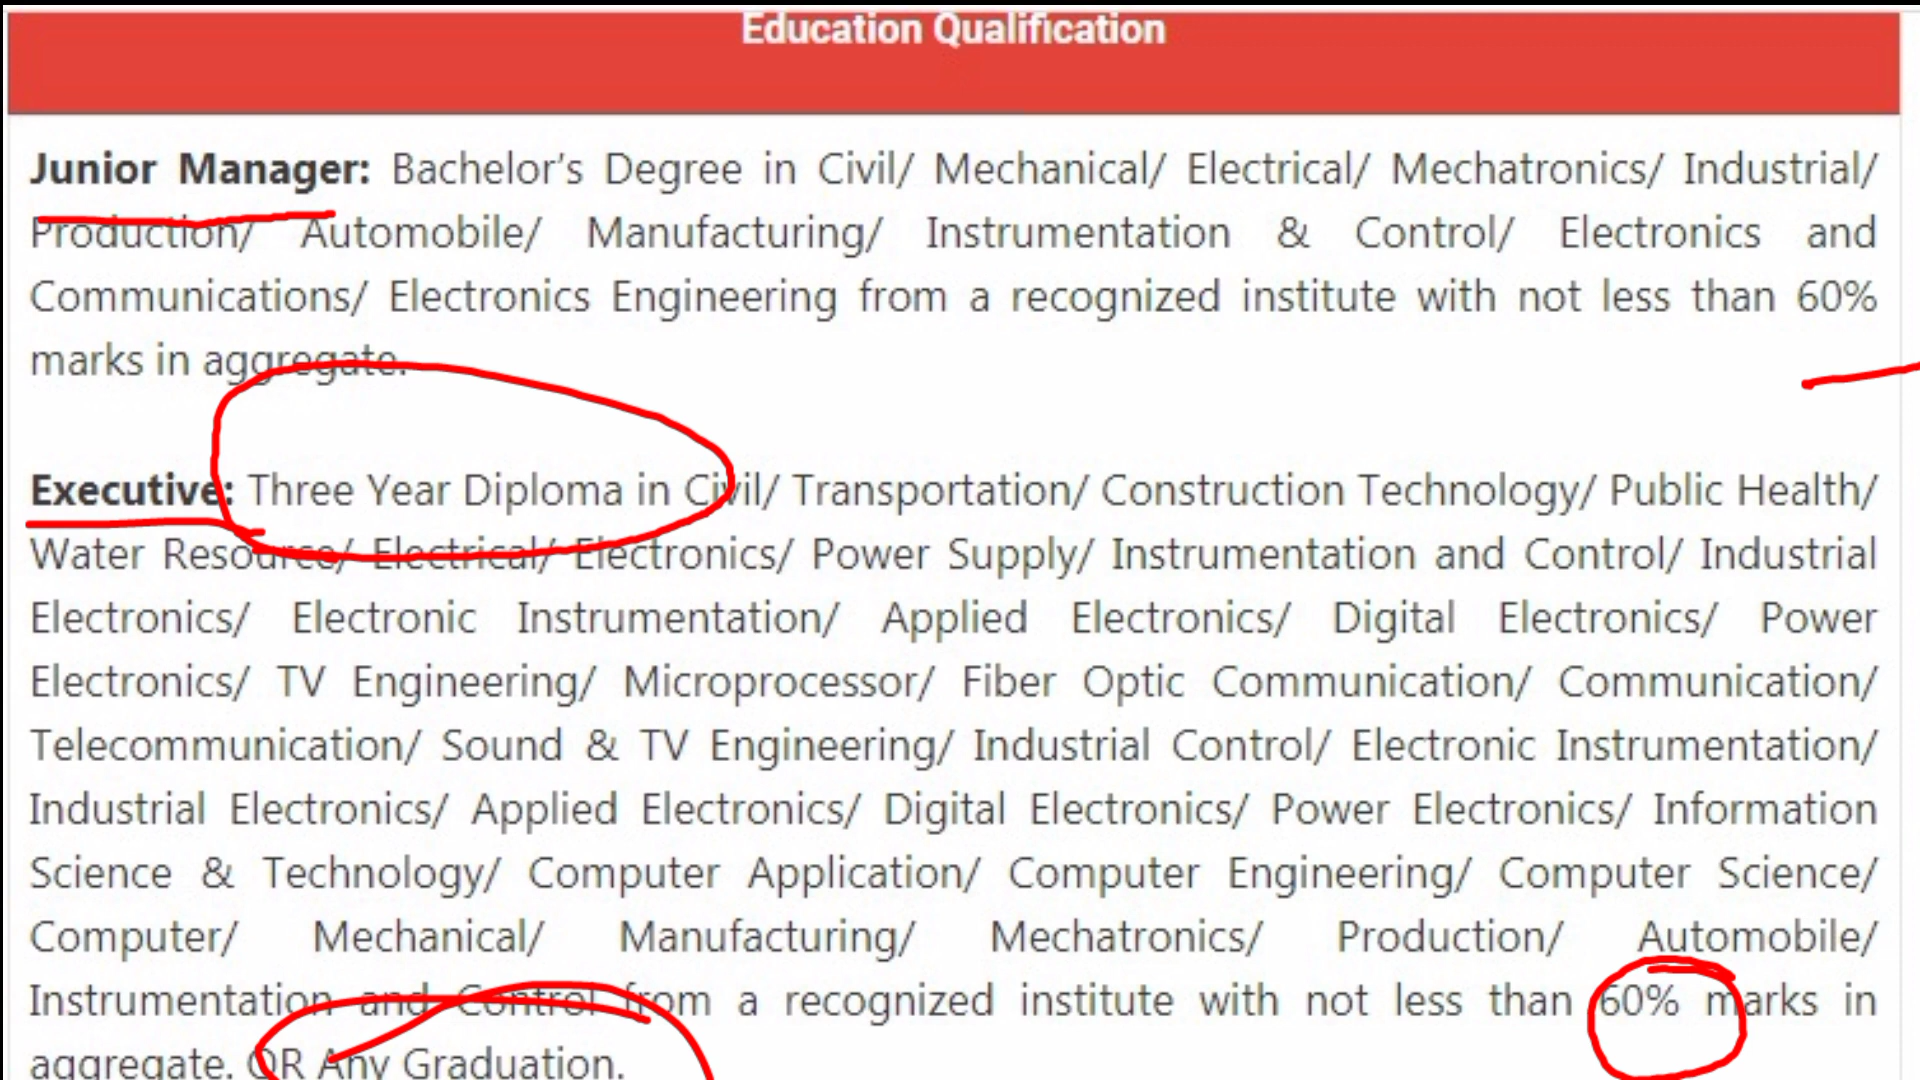 Education Qualification
Junior Manager: Bachelor's Degree in Civil/ Mechanical/ Electrical/ Mechatronics/ Industrial/
Production/ Automobile/ Manufacturing/ Instrumentation & Control/ Electronics and
Communications/ Electronics Engineering from a recognized institute with not less than 60%
marks in aggregate.
Executive: Three Year Diploma in Civil/ Transportation/ Construction Technology/ Public Health/
Water Resource/ Electrical/ Electronics/ Power Supply/ Instrumentation and Control/ Industrial
Electronics/ Electronic Instrumentation/ Applied Electronics/ Digital Electronics/ Power
Electronics/ TV Engineering/ Microprocessor/ Fiber Optic Communication/ Communication/
Telecommunication/ Sound & TV Engineering/ Industrial Control/ Electronic Instrumentation/
Industrial Electronics/ Applied Electronics/ Digital Electronics/ Power Electronics/ Information
Science & Technology/ Computer Application/ Computer Engineering/ Computer Science/
Computer/ Mechanical/ Manufacturing/ Mechatronics/ Production/ Automobile/
Instrumentation and Control from a recognized institute with not less than 60% marks in
aggregate. OR Any Graduation.